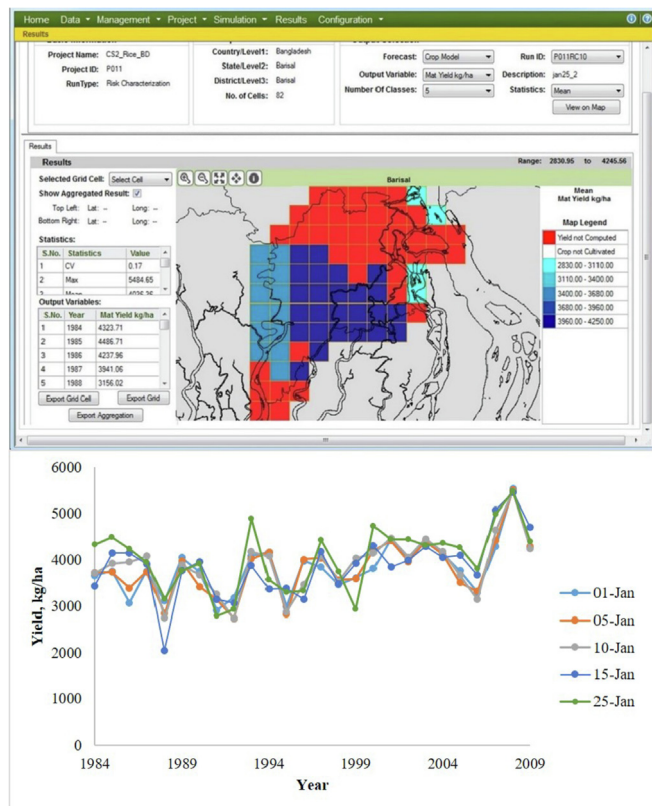 Home Data Management Project Simulation Results Configuration
Results
Project Name: CS2_Rice_BD
Project ID: P011
RunType: Risk Characterization
Country/Level1: Bangladesh
State/Level2: Barisal
District/Level3: Barisal
No. of Cells: 82
Forecast: Crop Model
Run ID: P011RC10
Output Variable: Mat Yield kg/ha
Description: jan25_2
Number Of Classes: 5
Statistics: Mean
View on Map
Results
Results
Range: 2830.95 to 4245.56
Selected Grid Cell: Select Cell
Show Aggregated Result:
Top Left: Lat: -- Long: --
Bottom Right: Lat: -- Long: --
Statistics:
S.No. Statistics Value
1 CV 0.17
2 Max 5484.65
Output Variables:
S.No. Year Mat Yield kg/ha
1 1984 4323.71
2 1985 4486.71
3 1986 4237.96
4 1987 3941.06
5 1988 3156.02
Export Grid Cell Export Grid
Export Aggregation
Barisal
Mean
Mat Yield kg/ha
Map Legend
Yield not Computed
Crop not Cultivated
2830.00 - 3110.00
3110.00 - 3400.00
3400.00 - 3680.00
3680.00 - 3960.00
3960.00 - 4250.00
Yield, kg/ha
6000
5000
4000
3000
2000
1000
0
1984 1989 1994 1999 2004 2009
Year
01-Jan
05-Jan
10-Jan
15-Jan
25-Jan